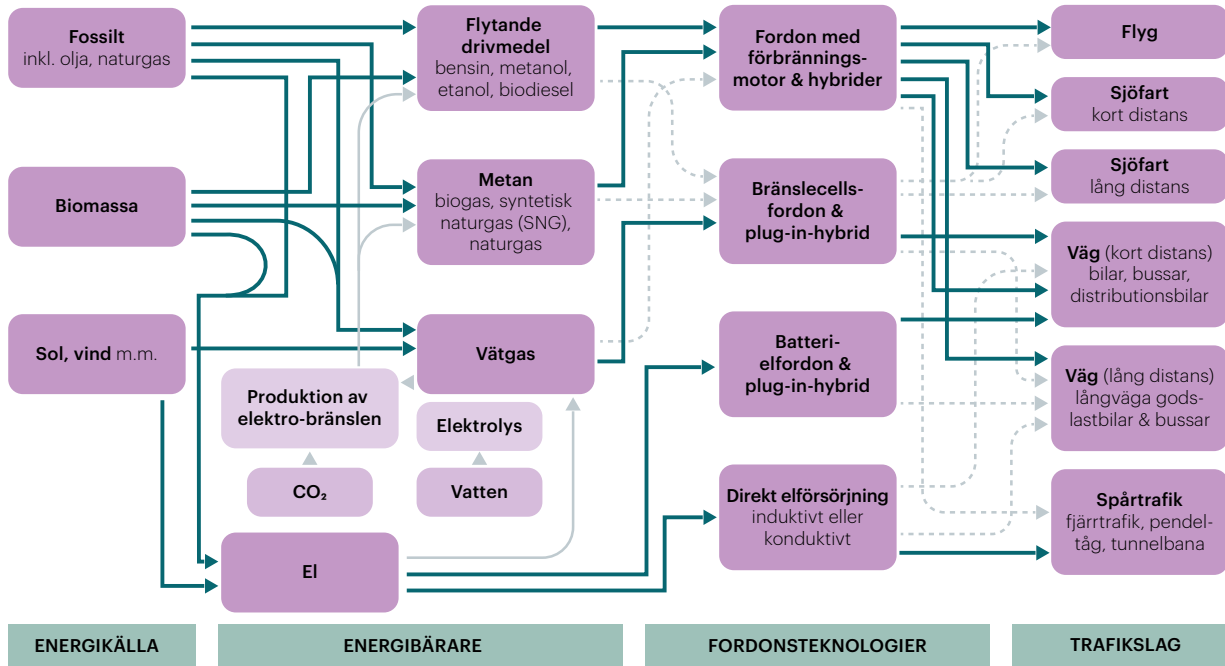 Fossilt
inkl. olja, naturgas
Biomassa
Sol, vind m.m.
Flytande
drivmedel
bensin, metanol,
etanol, biodiesel
Metan
biogas, syntetisk
naturgas (SNG),
naturgas
Vätgas
Produktion av
elektro-bränslen
Elektrolys
CO₂
Vatten
El
Fordon med
förbrännings-
motor & hybrider
Bränslecells-
fordon &
plug-in-hybrid
Batteri-
elfordon &
plug-in-hybrid
Direkt elförsörjning
induktivt eller
konduktivt
Flyg
Sjöfart
kort distans
Sjöfart
lång distans
Väg (kort distans)
bilar, bussar,
distributionsbilar
Väg (lång distans)
långväga gods-
lastbilar & bussar
Spårtrafik
fjärrtrafik, pendel-
tåg, tunnelbana
ENERGIKÄLLA
ENERGIBÄRARE
FORDONSTEKNOLOGIER
TRAFIKSLAG